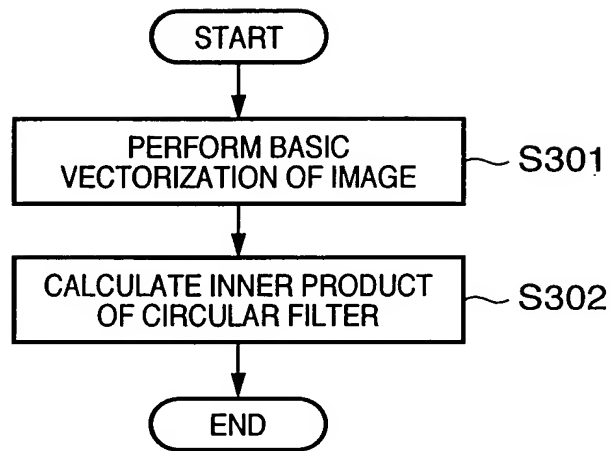 START
PERFORM BASIC
VECTORIZATION OF IMAGE
S301
CALCULATE INNER PRODUCT
OF CIRCULAR FILTER
S302
END